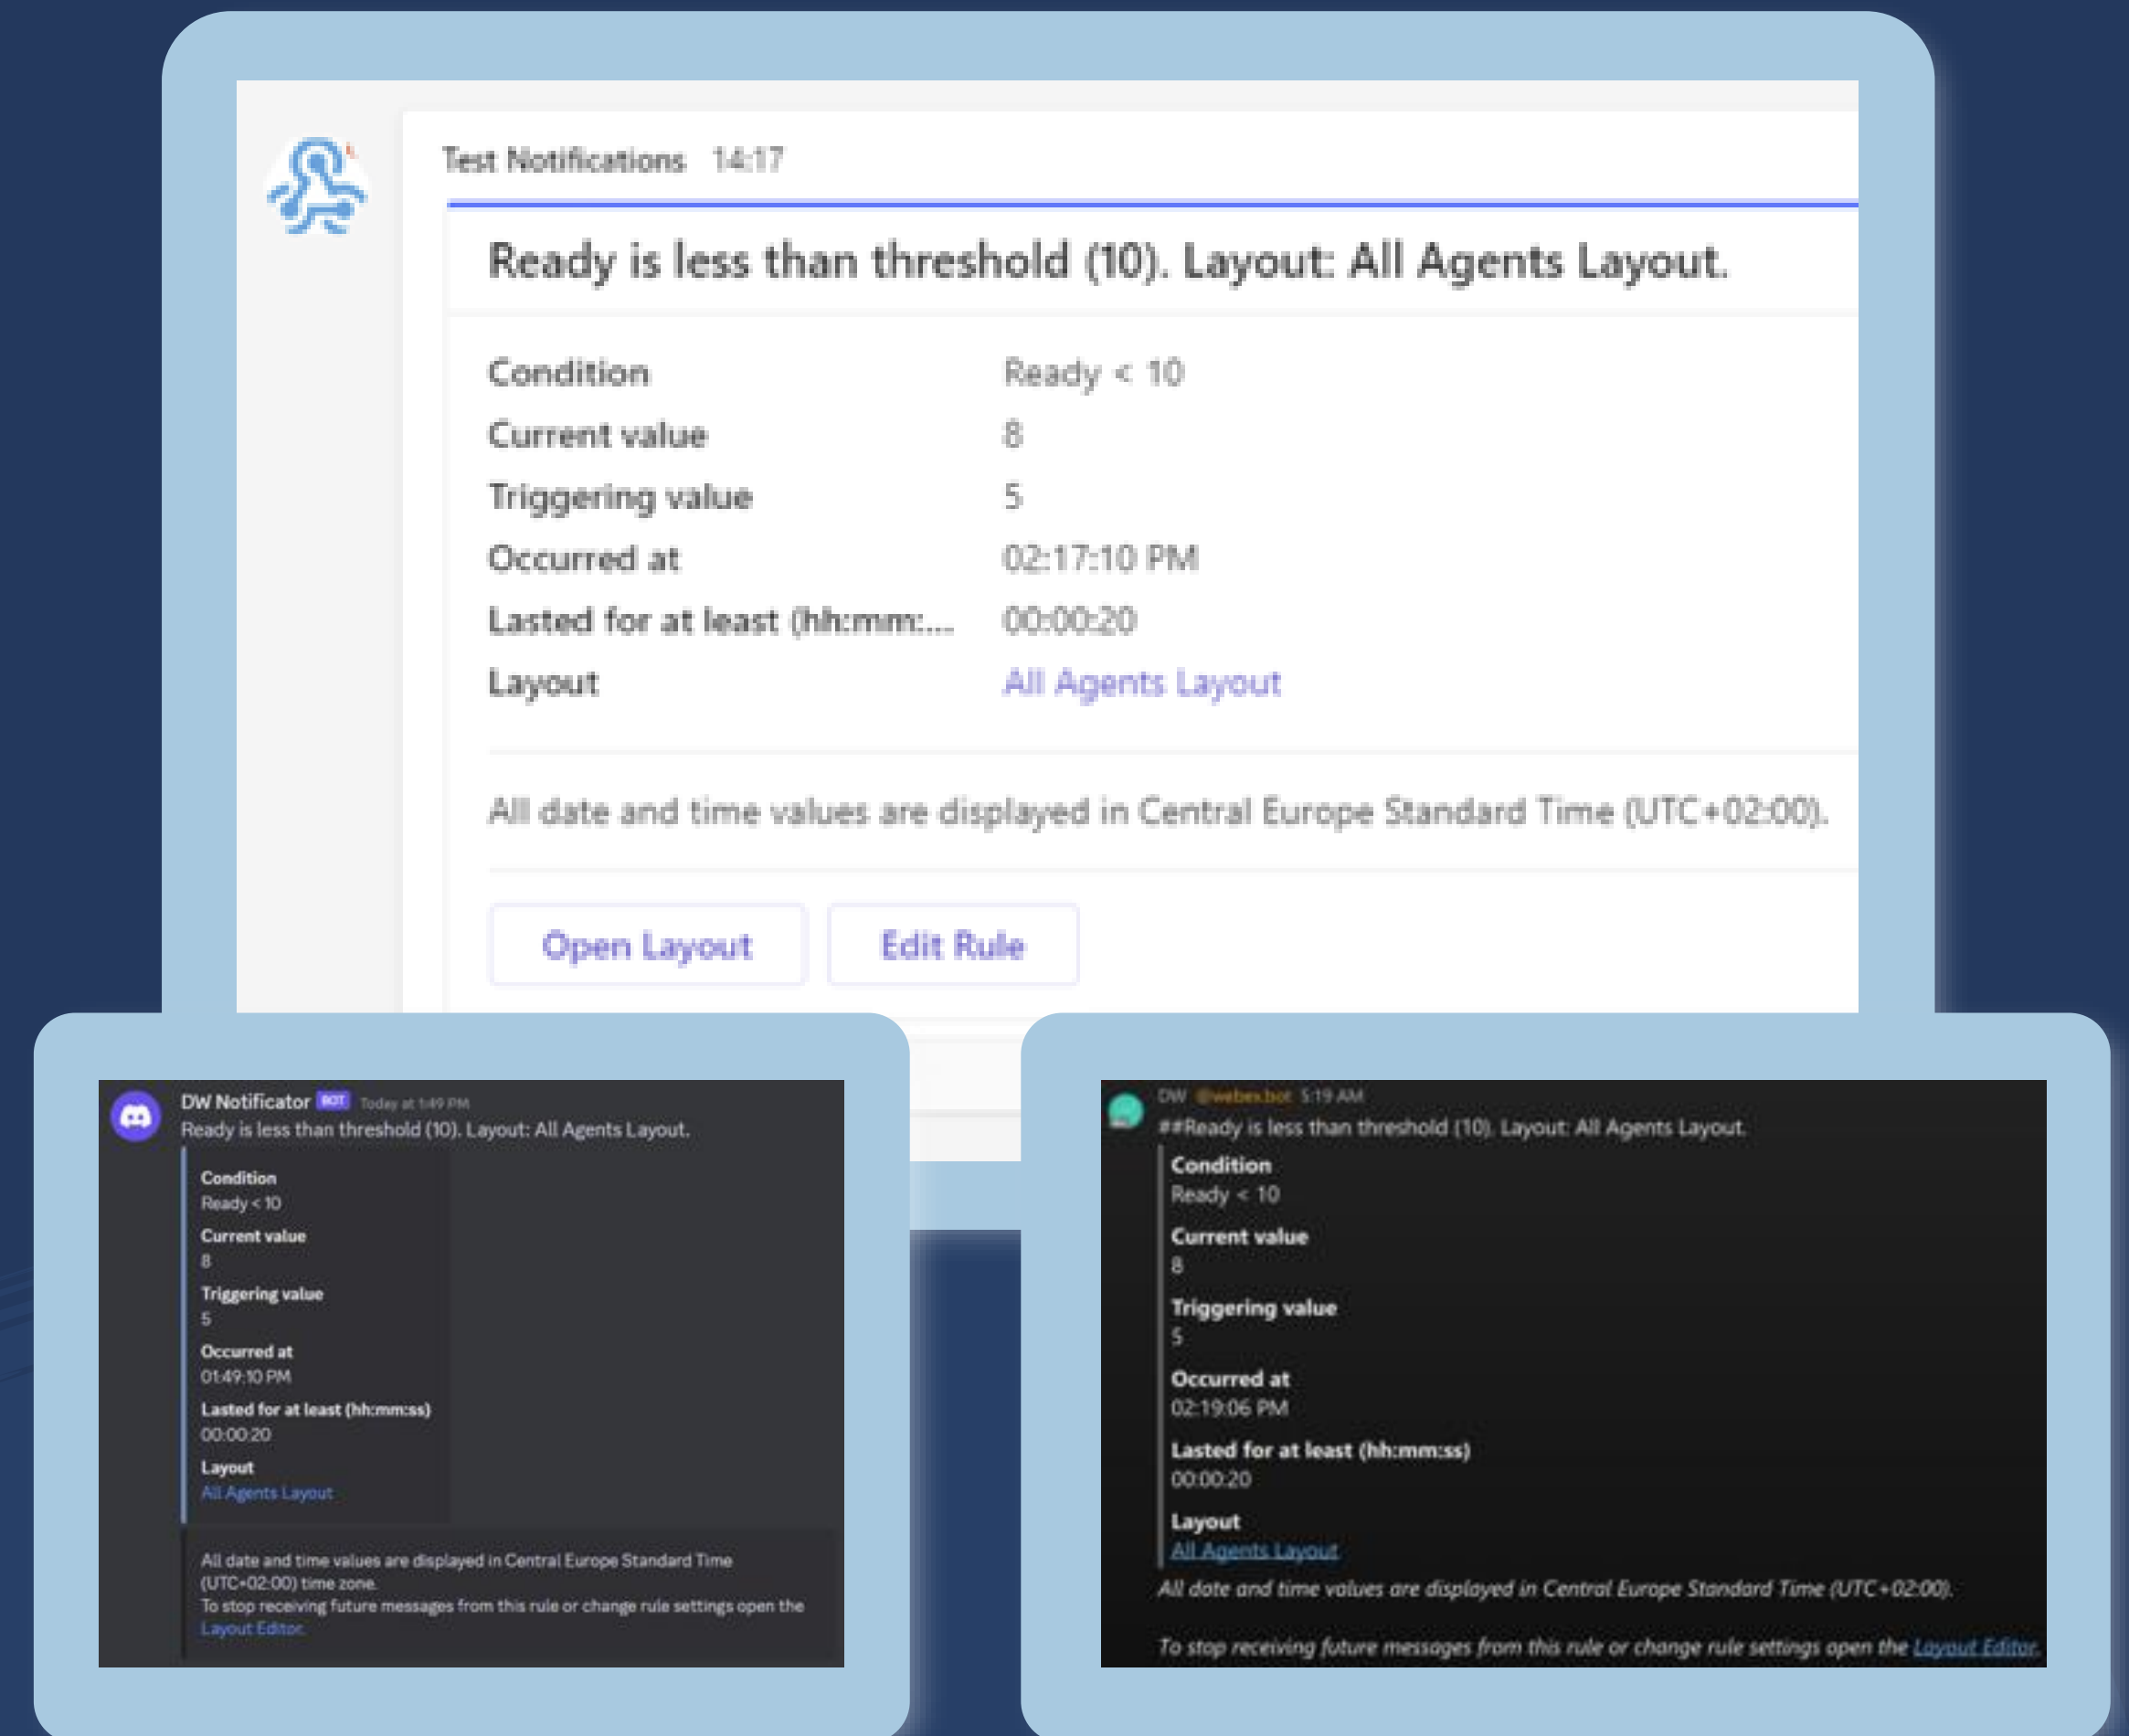 Test Notifications 14:17
Ready is less than threshold (10). Layout: All Agents Layout.
Condition Ready < 10
Current value 8
Triggering value 5
Occurred at 02:17:10 PM
Lasted for at least (hh:mm:... 00:00:20
Layout All Agents Layout
All date and time values are displayed in Central Europe Standard Time (UTC+02:00).
Open Layout Edit Rule
DW Notificator BOT Today at 1:49 PM
Ready is less than threshold (10). Layout: All Agents Layout.
Condition
Ready < 10
Current value
8
Triggering value
5
Occurred at
01:49:10 PM
Lasted for at least (hh:mm:ss)
00:00:20
Layout
All Agents Layout
All date and time values are displayed in Central Europe Standard Time
(UTC+02:00) time zone.
To stop receiving future messages from this rule or change rule settings open the
Layout Editor.
DW @webex.bot 5:19 AM
##Ready is less than threshold (10). Layout: All Agents Layout.
Condition
Ready < 10
Current value
8
Triggering value
5
Occurred at
02:19:06 PM
Lasted for at least (hh:mm:ss)
00:00:20
Layout
All Agents Layout
All date and time values are displayed in Central Europe Standard Time (UTC+02:00).
To stop receiving future messages from this rule or change rule settings open the Layout Editor.